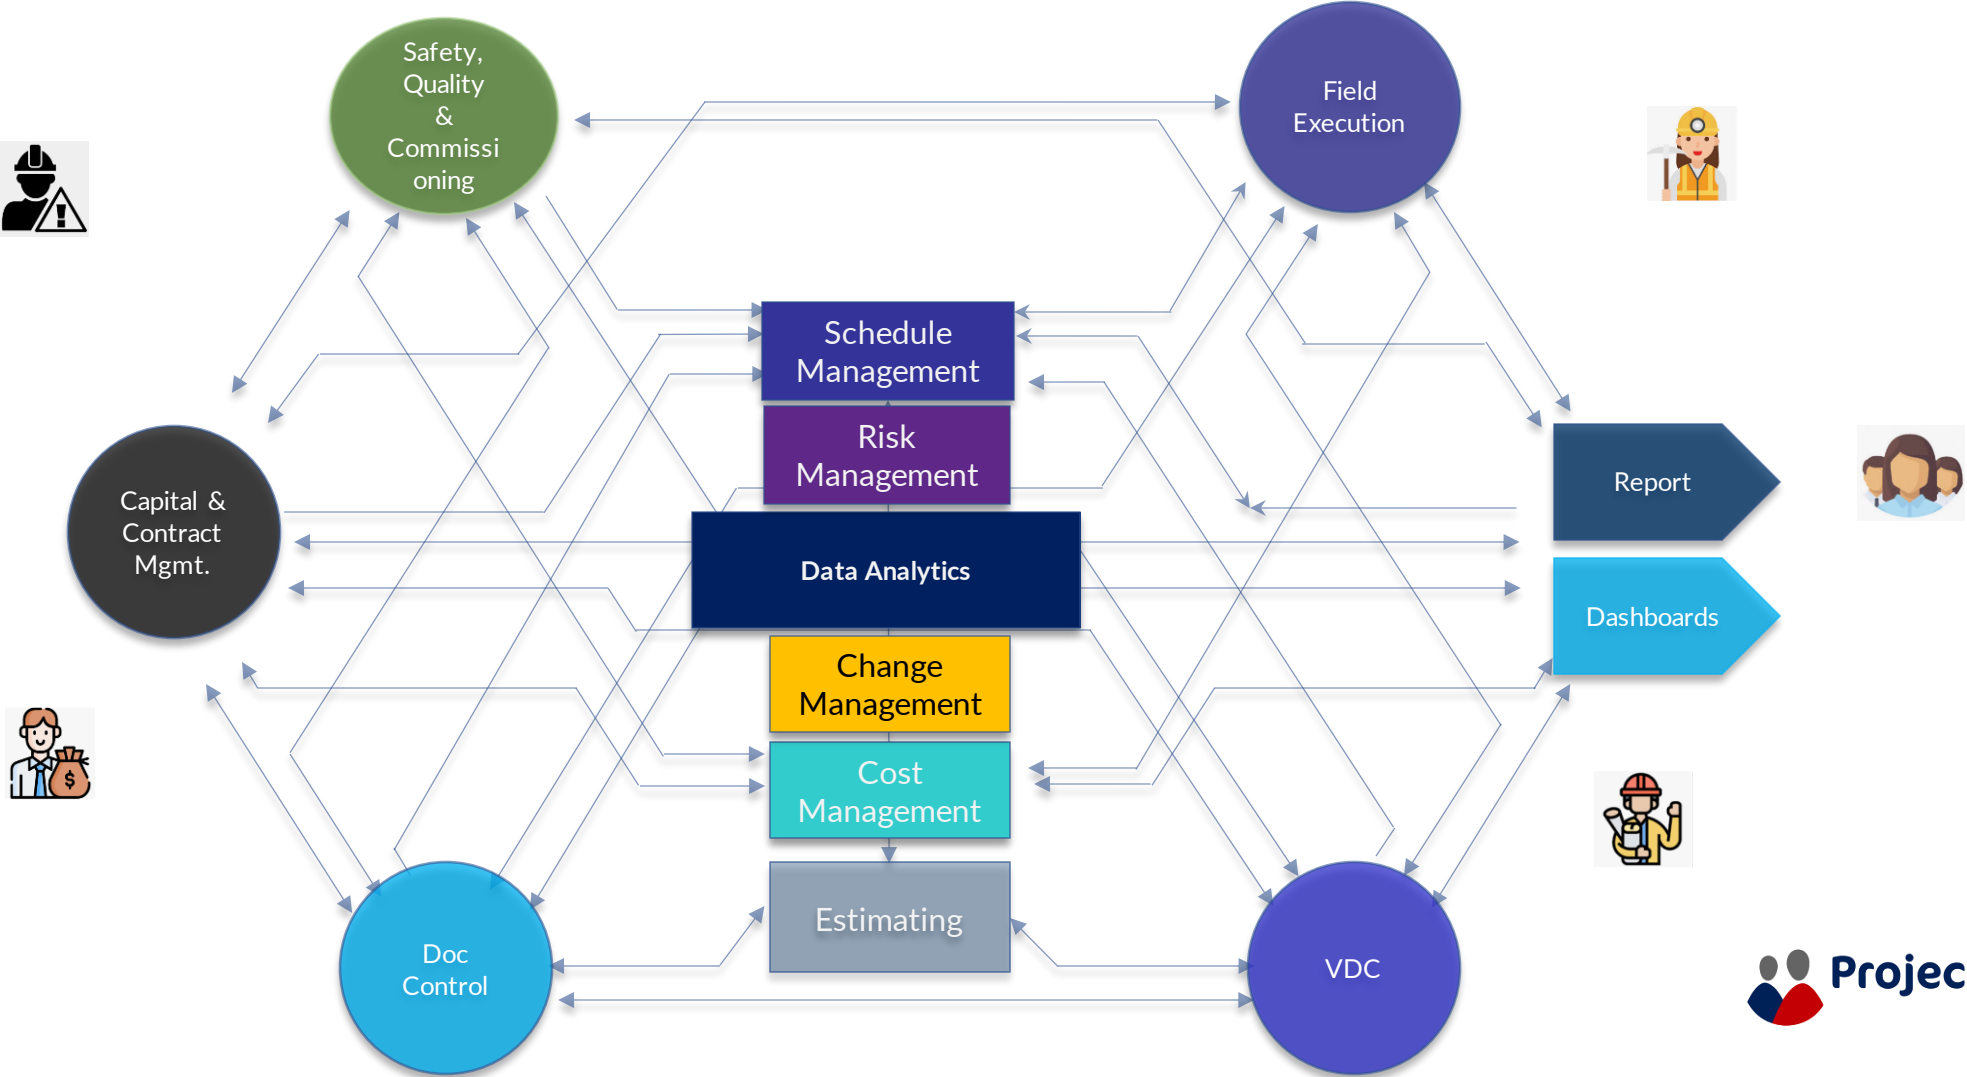 Safety,
Quality
&
Commissi
oning
Field
Execution
Schedule
Management
Risk
Management
Capital &
Contract
Mgmt.
Report
Data Analytics
Dashboards
Change
Management
Cost
Management
$
Estimating
Doc
Control
VDC
Projec